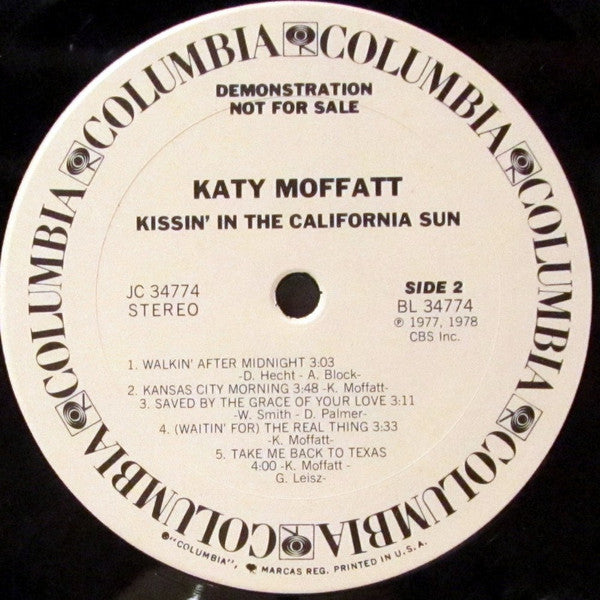 COLUMBIA COLUMBIA COLUMBIA COLUMBIA COLUMBIA COLUMBIA COLUMBIA COLUMBIA
DEMONSTRATION
NOT FOR SALE
KATY MOFFATT
KISSIN' IN THE CALIFORNIA SUN
JC 34774
STEREO
SIDE 2
BL 34774
℗ 1977, 1978
CBS Inc.
1. WALKIN' AFTER MIDNIGHT 3:03
-D. Hecht - A. Block-
2. KANSAS CITY MORNING 3:48 -K. Moffatt-
3. SAVED BY THE GRACE OF YOUR LOVE 3:11
-W. Smith - D. Palmer-
4. (WAITIN' FOR) THE REAL THING 3:33
-K. Moffatt-
5. TAKE ME BACK TO TEXAS
4:00 -K. Moffatt -
G. Leisz-
"COLUMBIA", MARCAS REG. PRINTED IN U.S.A.